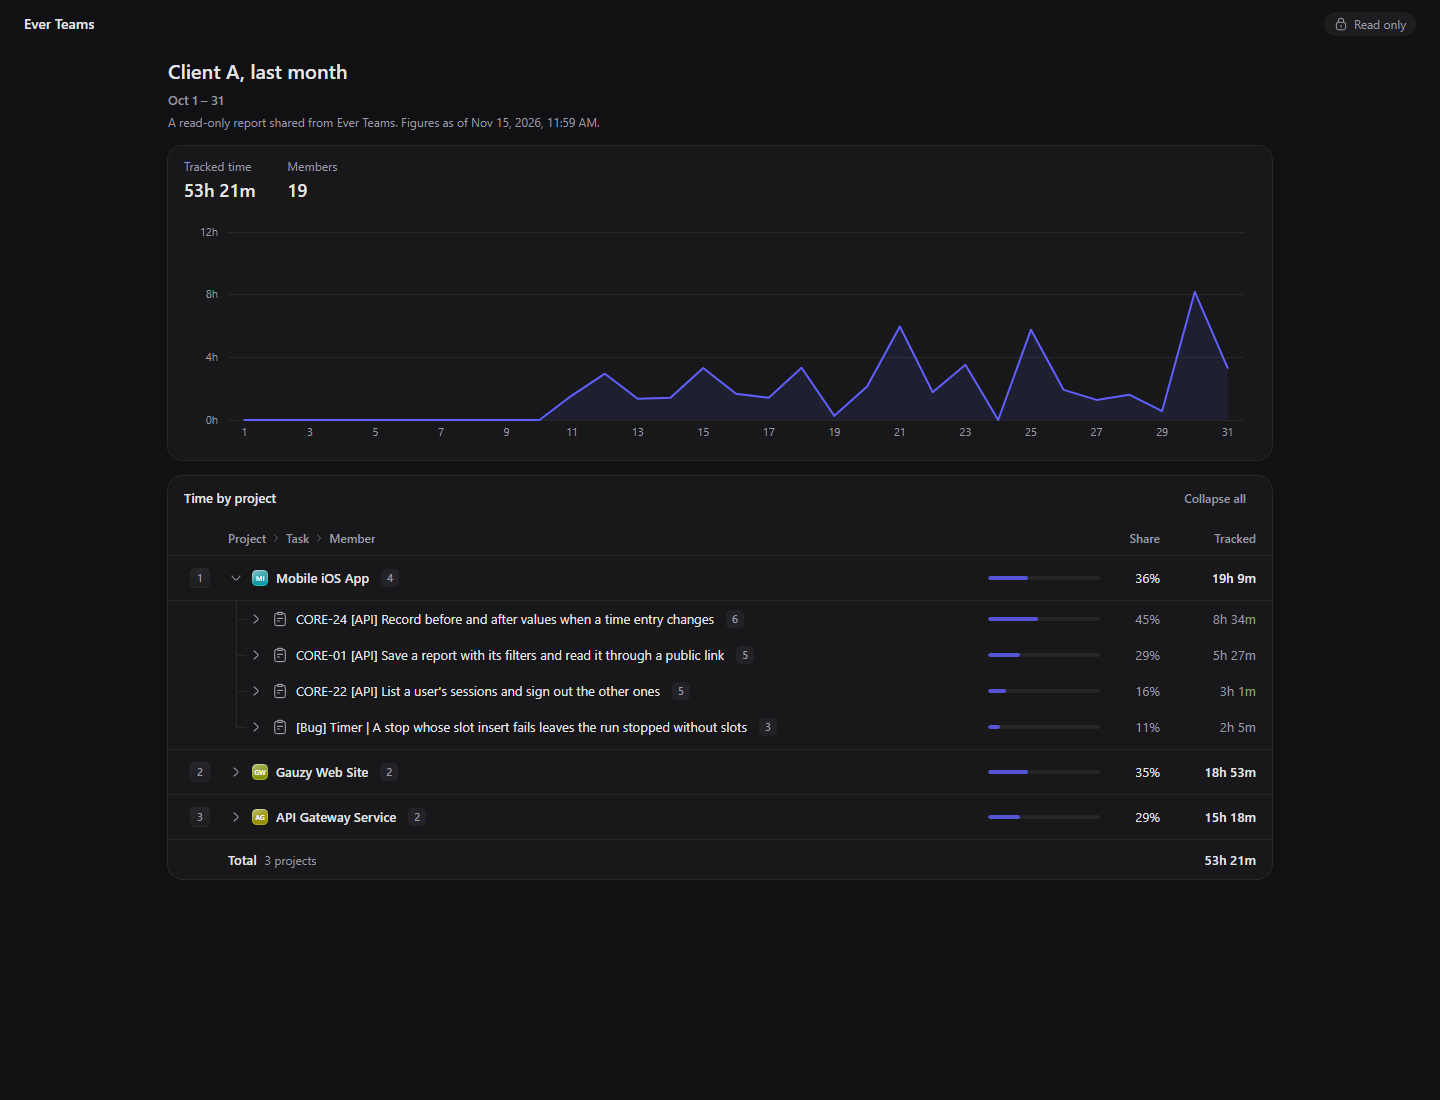 Ever Teams
Read only
Client A, last month
Oct 1 – 31
A read-only report shared from Ever Teams. Figures as of Nov 15, 2026, 11:59 AM.
Tracked time Members
53h 21m 19
12h
8h
4h
0h
1 3 5 7 9 11 13 15 17 19 21 23 25 27 29 31
Time by project Collapse all
Project Task Member Share Tracked
1 MI Mobile iOS App 4 36% 19h 9m
CORE-24 [API] Record before and after values when a time entry changes 6 45% 8h 34m
CORE-01 [API] Save a report with its filters and read it through a public link 5 29% 5h 27m
CORE-22 [API] List a user's sessions and sign out the other ones 5 16% 3h 1m
[Bug] Timer | A stop whose slot insert fails leaves the run stopped without slots 3 11% 2h 5m
2 GW Gauzy Web Site 2 35% 18h 53m
3 AG API Gateway Service 2 29% 15h 18m
Total 3 projects 53h 21m